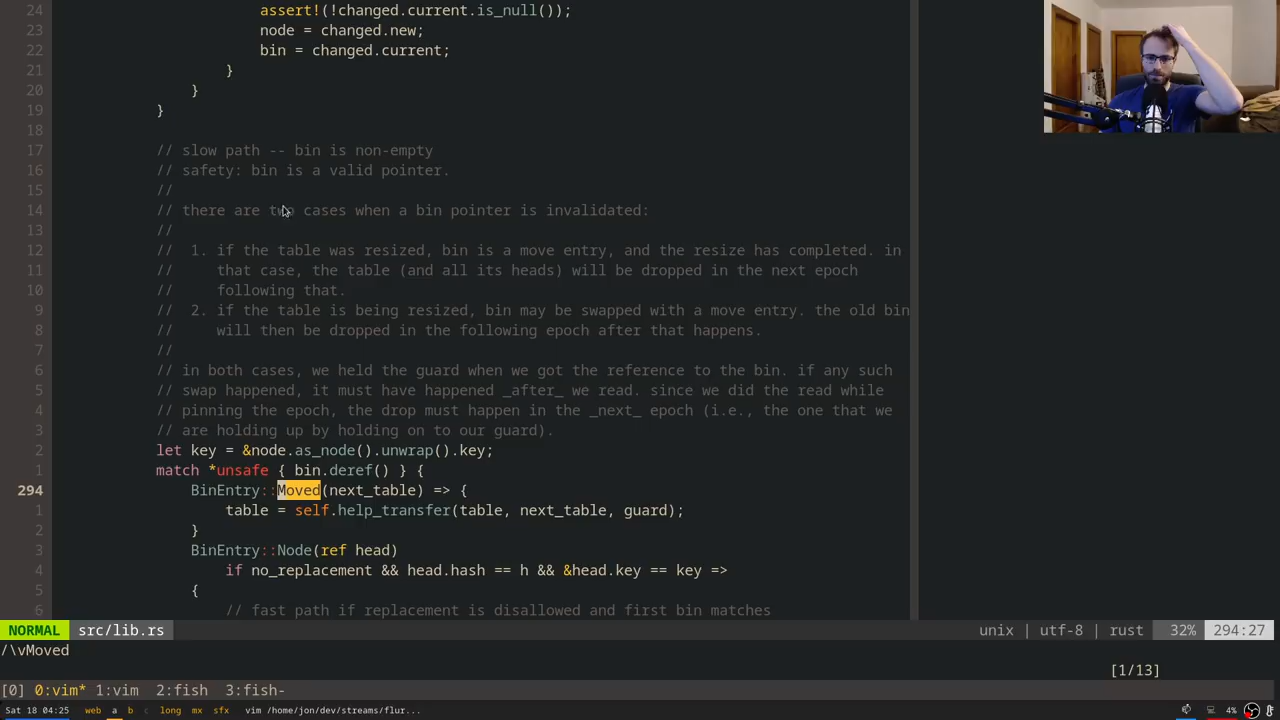 24 assert!(!changed.current.is_null());
23 node = changed.new;
22 bin = changed.current;
21 }
20 }
19 }
18
17 // slow path -- bin is non-empty
16 // safety: bin is a valid pointer.
15 //
14 // there are two cases when a bin pointer is invalidated:
13 //
12 // 1. if the table was resized, bin is a move entry, and the resize has completed. in
11 // that case, the table (and all its heads) will be dropped in the next epoch
10 // following that.
9 // 2. if the table is being resized, bin may be swapped with a move entry. the old bin
8 // will then be dropped in the following epoch after that happens.
7 //
6 // in both cases, we held the guard when we got the reference to the bin. if any such
5 // swap happened, it must have happened _after_ we read. since we did the read while
4 // pinning the epoch, the drop must happen in the _next_ epoch (i.e., the one that we
3 // are holding up by holding on to our guard).
2 let key = &node.as_node().unwrap().key;
1 match *unsafe { bin.deref() } {
294 BinEntry::Moved(next_table) => {
1 table = self.help_transfer(table, next_table, guard);
2 }
3 BinEntry::Node(ref head)
4 if no_replacement && head.hash == h && &head.key == key =>
5 {
6 // fast path if replacement is disallowed and first bin matches
NORMAL src/lib.rs unix | utf-8 | rust 32% 294:27
/\vMoved
[1/13]
[0] 0:vim* 1:vim 2:fish 3:fish-
Sat 18 04:25 web a b long mx sfx vim /home/jon/dev/streams/flur... 4%